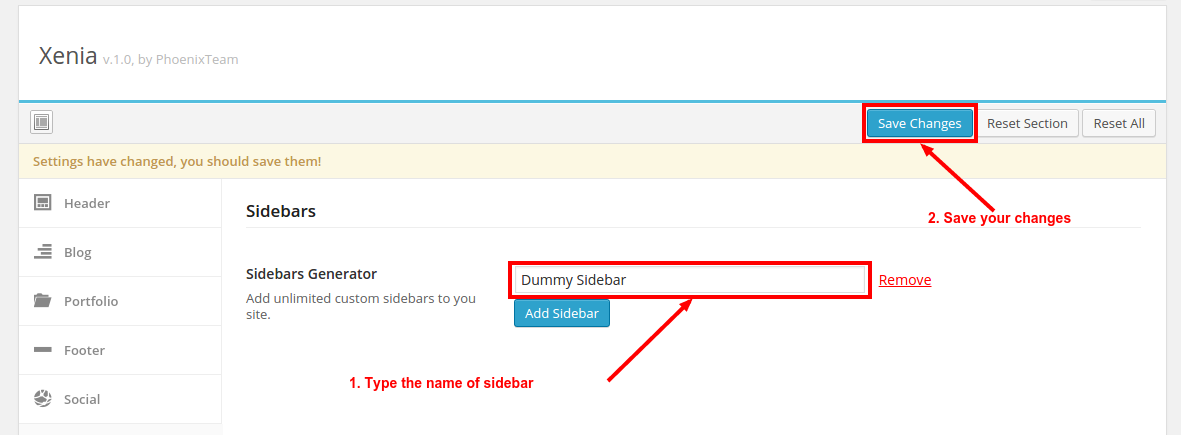 Xenia v.1.0, by PhoenixTeam
Save Changes Reset Section Reset All
Settings have changed, you should save them!
Header
Blog
Portfolio
Footer
Social
Sidebars
2. Save your changes
Sidebars Generator
Add unlimited custom sidebars to you
site.
Dummy Sidebar Remove
Add Sidebar
1. Type the name of sidebar